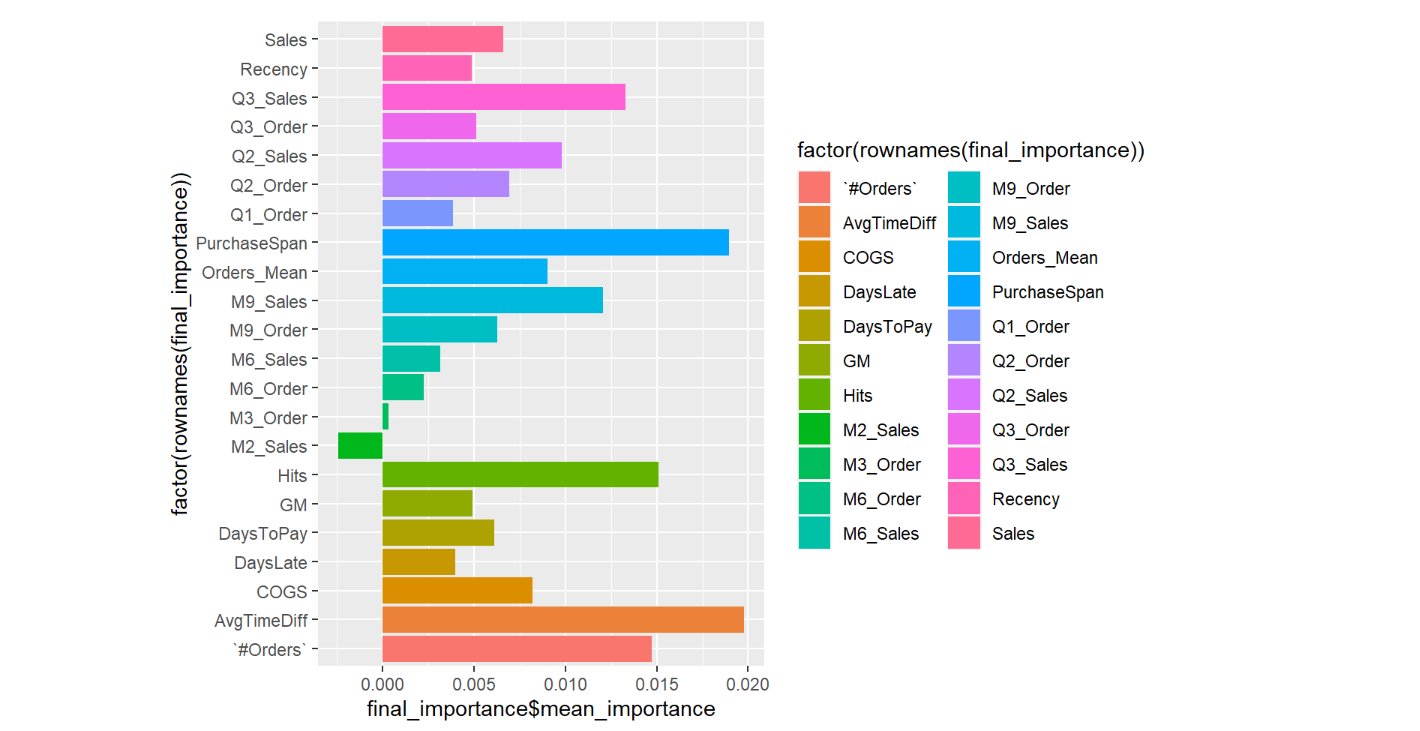 factor(rownames(final_importance))
Sales
Recency
Q3_Sales
Q3_Order
Q2_Sales
Q2_Order
Q1_Order
PurchaseSpan
Orders_Mean
M9_Sales
M9_Order
M6_Sales
M6_Order
M3_Order
M2_Sales
Hits
GM
DaysToPay
DaysLate
COGS
AvgTimeDiff
`#Orders`
0.000 0.005 0.010 0.015 0.020
final_importance$mean_importance
factor(rownames(final_importance))
`#Orders`
AvgTimeDiff
COGS
DaysLate
DaysToPay
GM
Hits
M2_Sales
M3_Order
M6_Order
M6_Sales
M9_Order
M9_Sales
Orders_Mean
PurchaseSpan
Q1_Order
Q2_Order
Q2_Sales
Q3_Order
Q3_Sales
Recency
Sales